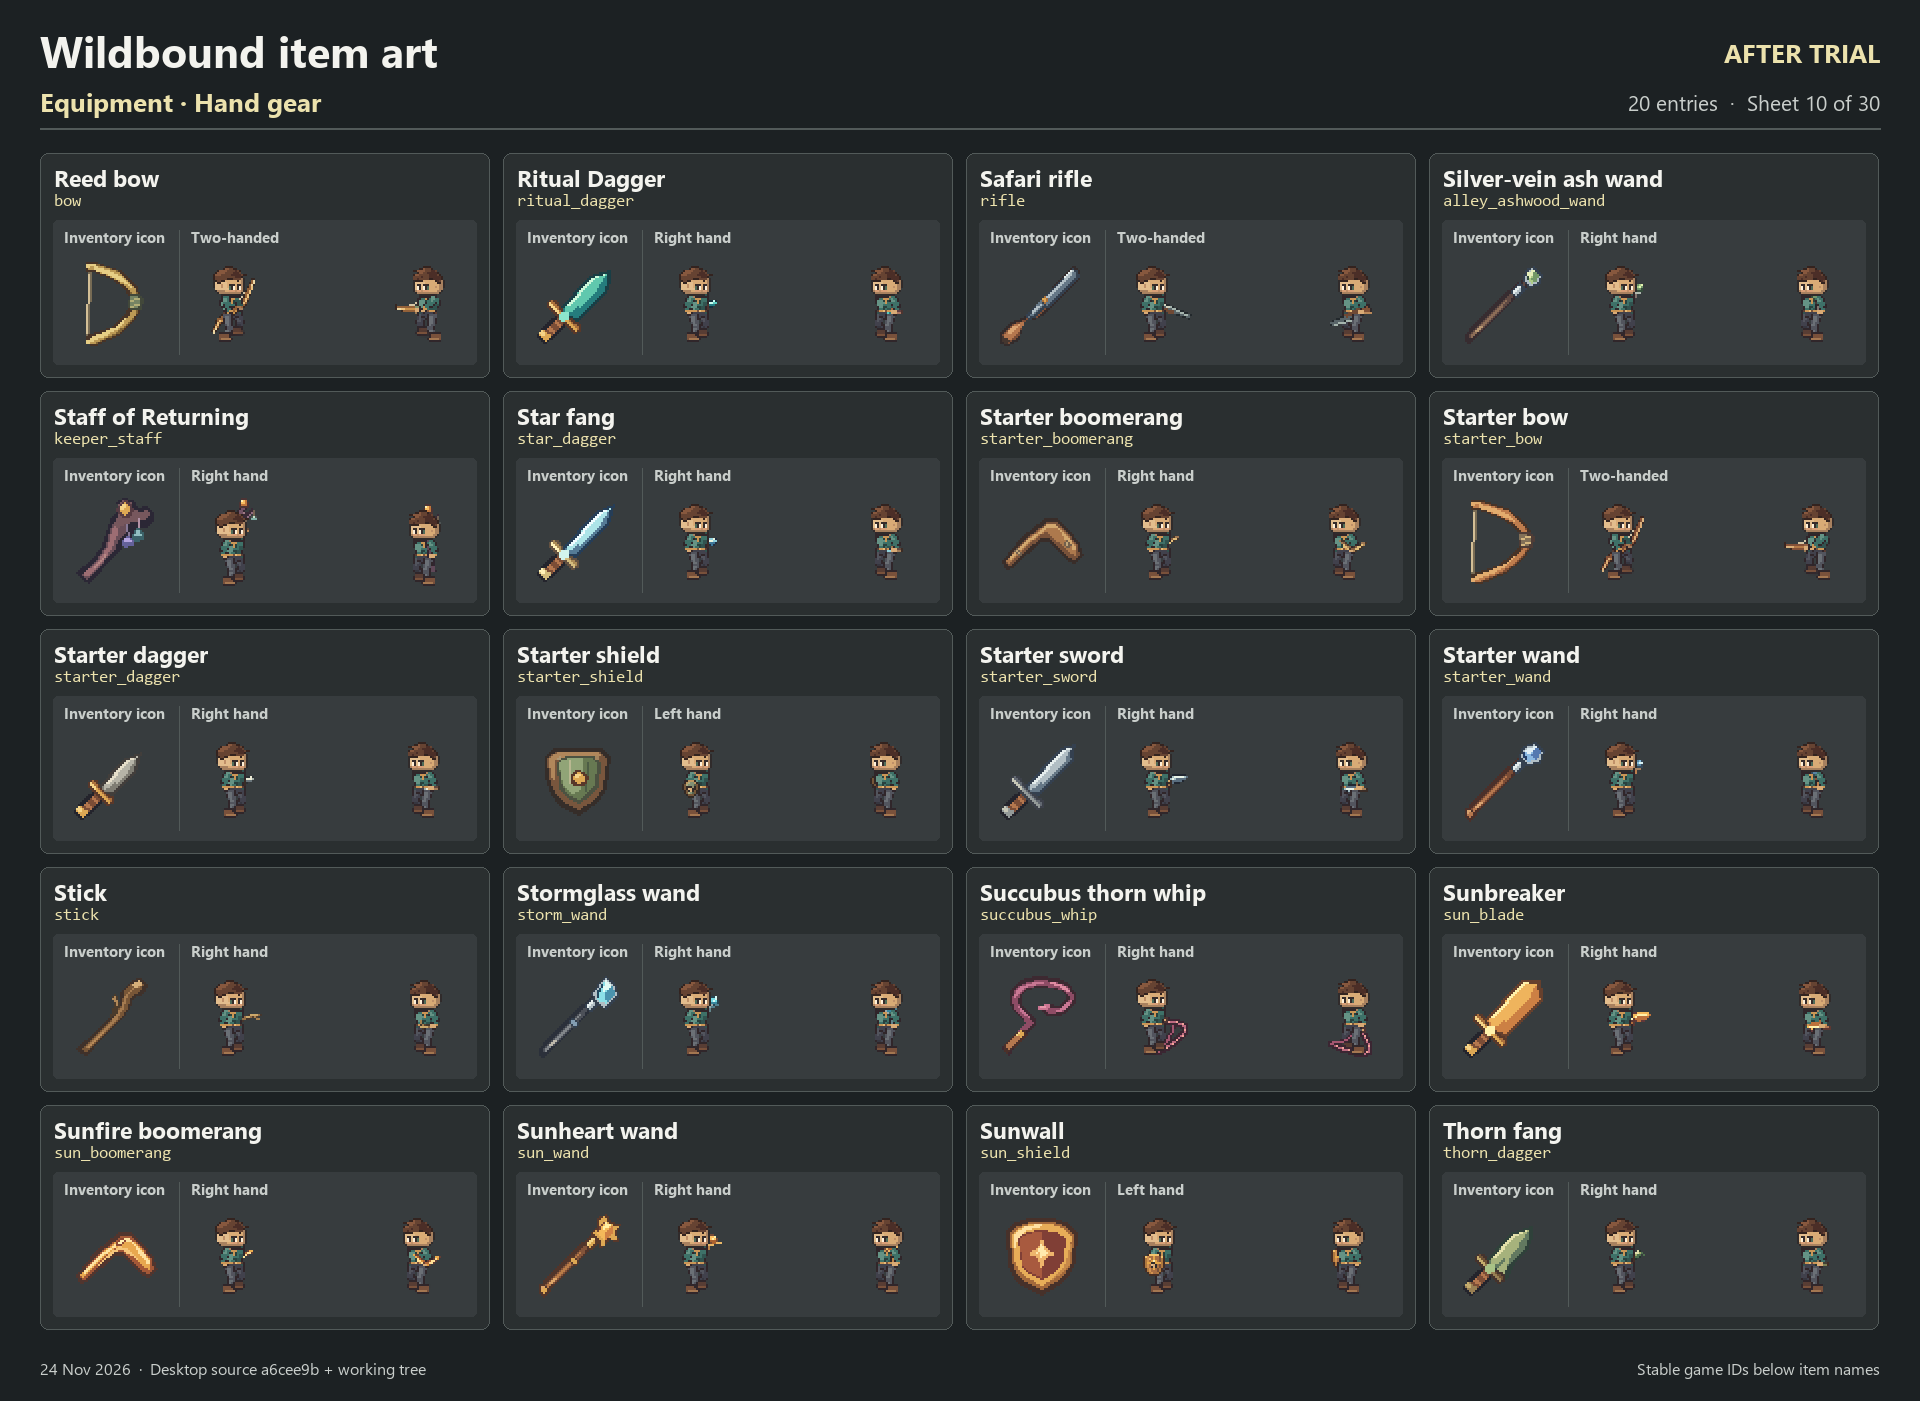 Wildbound item art
AFTER TRIAL
Equipment · Hand gear
20 entries · Sheet 10 of 30
Reed bow
bow
Inventory icon
Two-handed
Ritual Dagger
ritual_dagger
Inventory icon
Right hand
Safari rifle
rifle
Inventory icon
Two-handed
Silver-vein ash wand
alley_ashwood_wand
Inventory icon
Right hand
Staff of Returning
keeper_staff
Inventory icon
Right hand
Star fang
star_dagger
Inventory icon
Right hand
Starter boomerang
starter_boomerang
Inventory icon
Right hand
Starter bow
starter_bow
Inventory icon
Two-handed
Starter dagger
starter_dagger
Inventory icon
Right hand
Starter shield
starter_shield
Inventory icon
Left hand
Starter sword
starter_sword
Inventory icon
Right hand
Starter wand
starter_wand
Inventory icon
Right hand
Stick
stick
Inventory icon
Right hand
Stormglass wand
storm_wand
Inventory icon
Right hand
Succubus thorn whip
succubus_whip
Inventory icon
Right hand
Sunbreaker
sun_blade
Inventory icon
Right hand
Sunfire boomerang
sun_boomerang
Inventory icon
Right hand
Sunheart wand
sun_wand
Inventory icon
Right hand
Sunwall
sun_shield
Inventory icon
Left hand
Thorn fang
thorn_dagger
Inventory icon
Right hand
24 Nov 2026 · Desktop source a6cee9b + working tree
Stable game IDs below item names